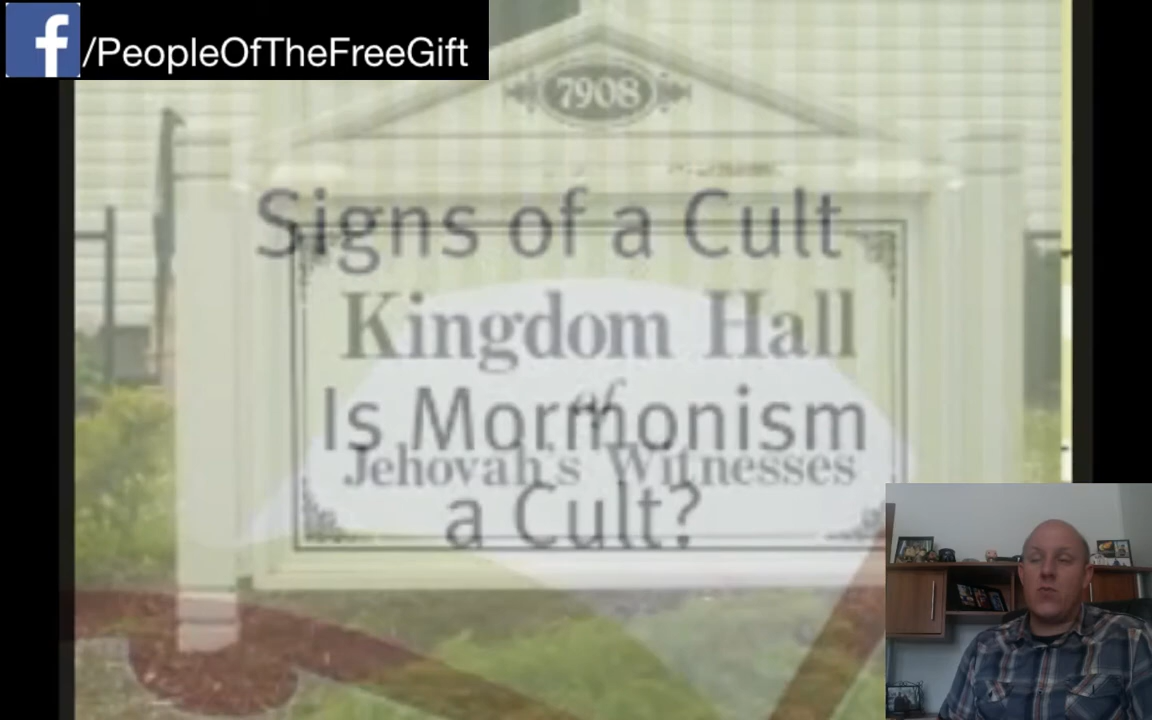 f/PeopleOfTheFreeGift
7908
Signs of a Cult
Kingdom Hall
of
Is Mormonism
Jehovah's Witnesses
a Cult?